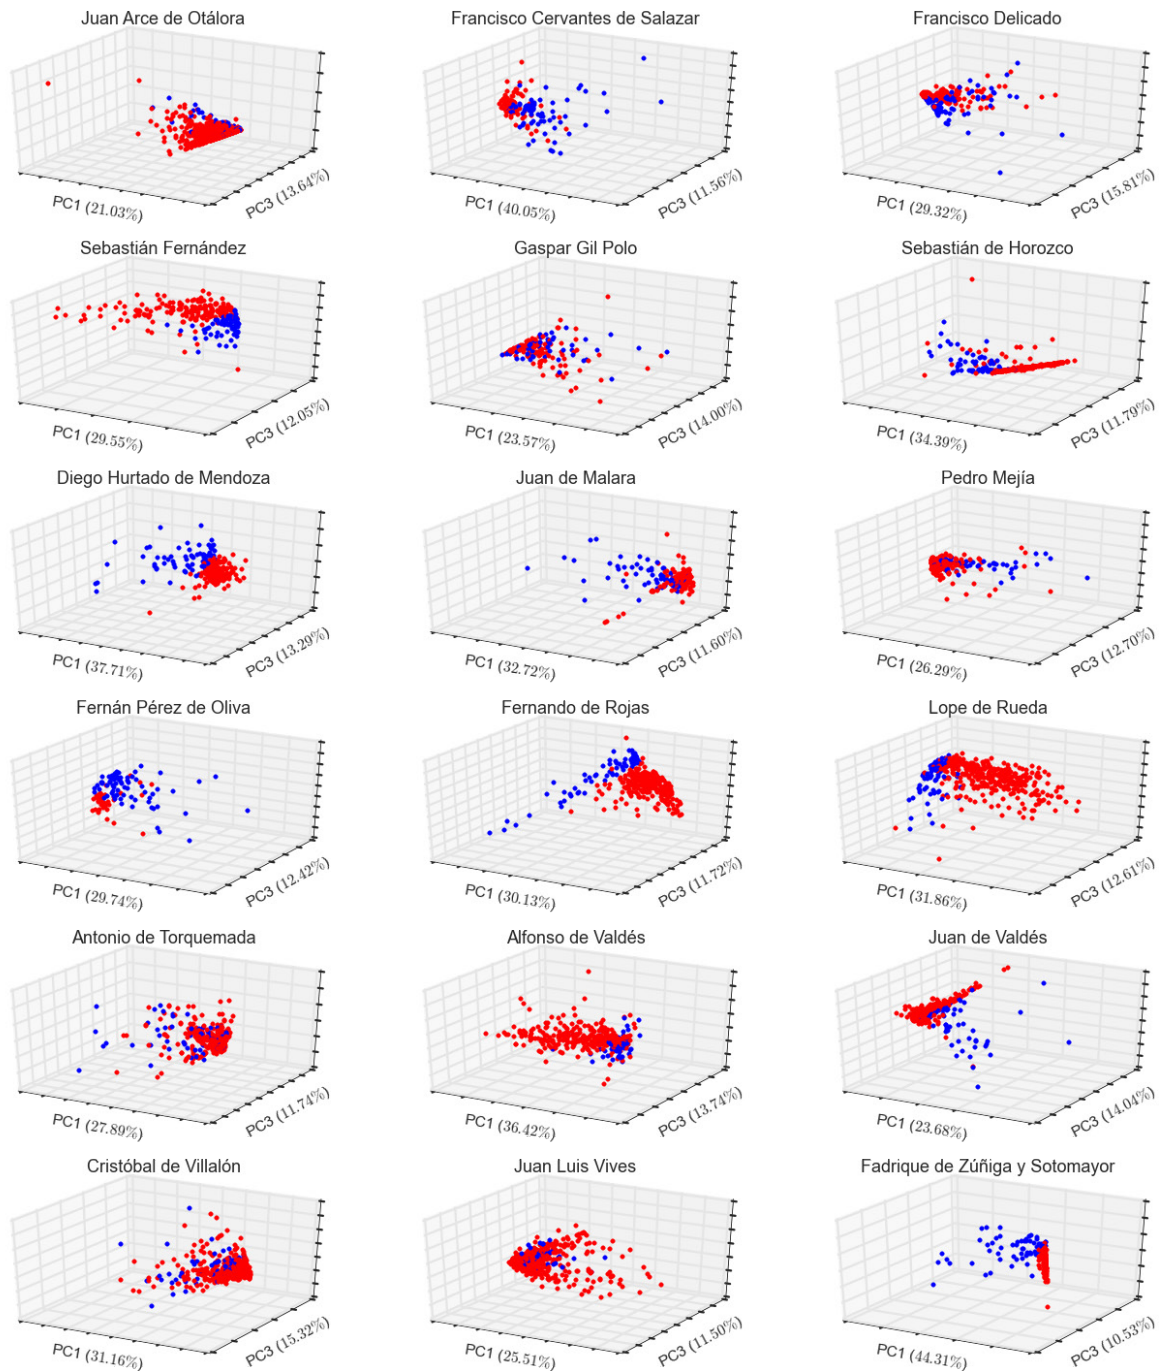 Juan Arce de Otálora
Francisco Cervantes de Salazar
Francisco Delicado
PC1 (21.03%)
PC3 (13.64%)
PC1 (40.05%)
PC3 (11.56%)
PC1 (29.32%)
PC3 (15.81%)
Sebastián Fernández
Gaspar Gil Polo
Sebastián de Horozco
PC1 (29.55%)
PC3 (12.05%)
PC1 (23.57%)
PC3 (14.00%)
PC1 (34.39%)
PC3 (11.79%)
Diego Hurtado de Mendoza
Juan de Malara
Pedro Mejía
PC1 (37.71%)
PC3 (13.29%)
PC1 (32.72%)
PC3 (11.60%)
PC1 (26.29%)
PC3 (12.70%)
Fernán Pérez de Oliva
Fernando de Rojas
Lope de Rueda
PC1 (29.74%)
PC3 (12.42%)
PC1 (30.13%)
PC3 (11.72%)
PC1 (31.86%)
PC3 (12.61%)
Antonio de Torquemada
Alfonso de Valdés
Juan de Valdés
PC1 (27.89%)
PC3 (11.74%)
PC1 (36.42%)
PC3 (13.74%)
PC1 (23.68%)
PC3 (14.04%)
Cristóbal de Villalón
Juan Luis Vives
Fadrique de Zúñiga y Sotomayor
PC1 (31.16%)
PC3 (15.32%)
PC1 (25.51%)
PC3 (11.50%)
PC1 (44.31%)
PC3 (10.53%)